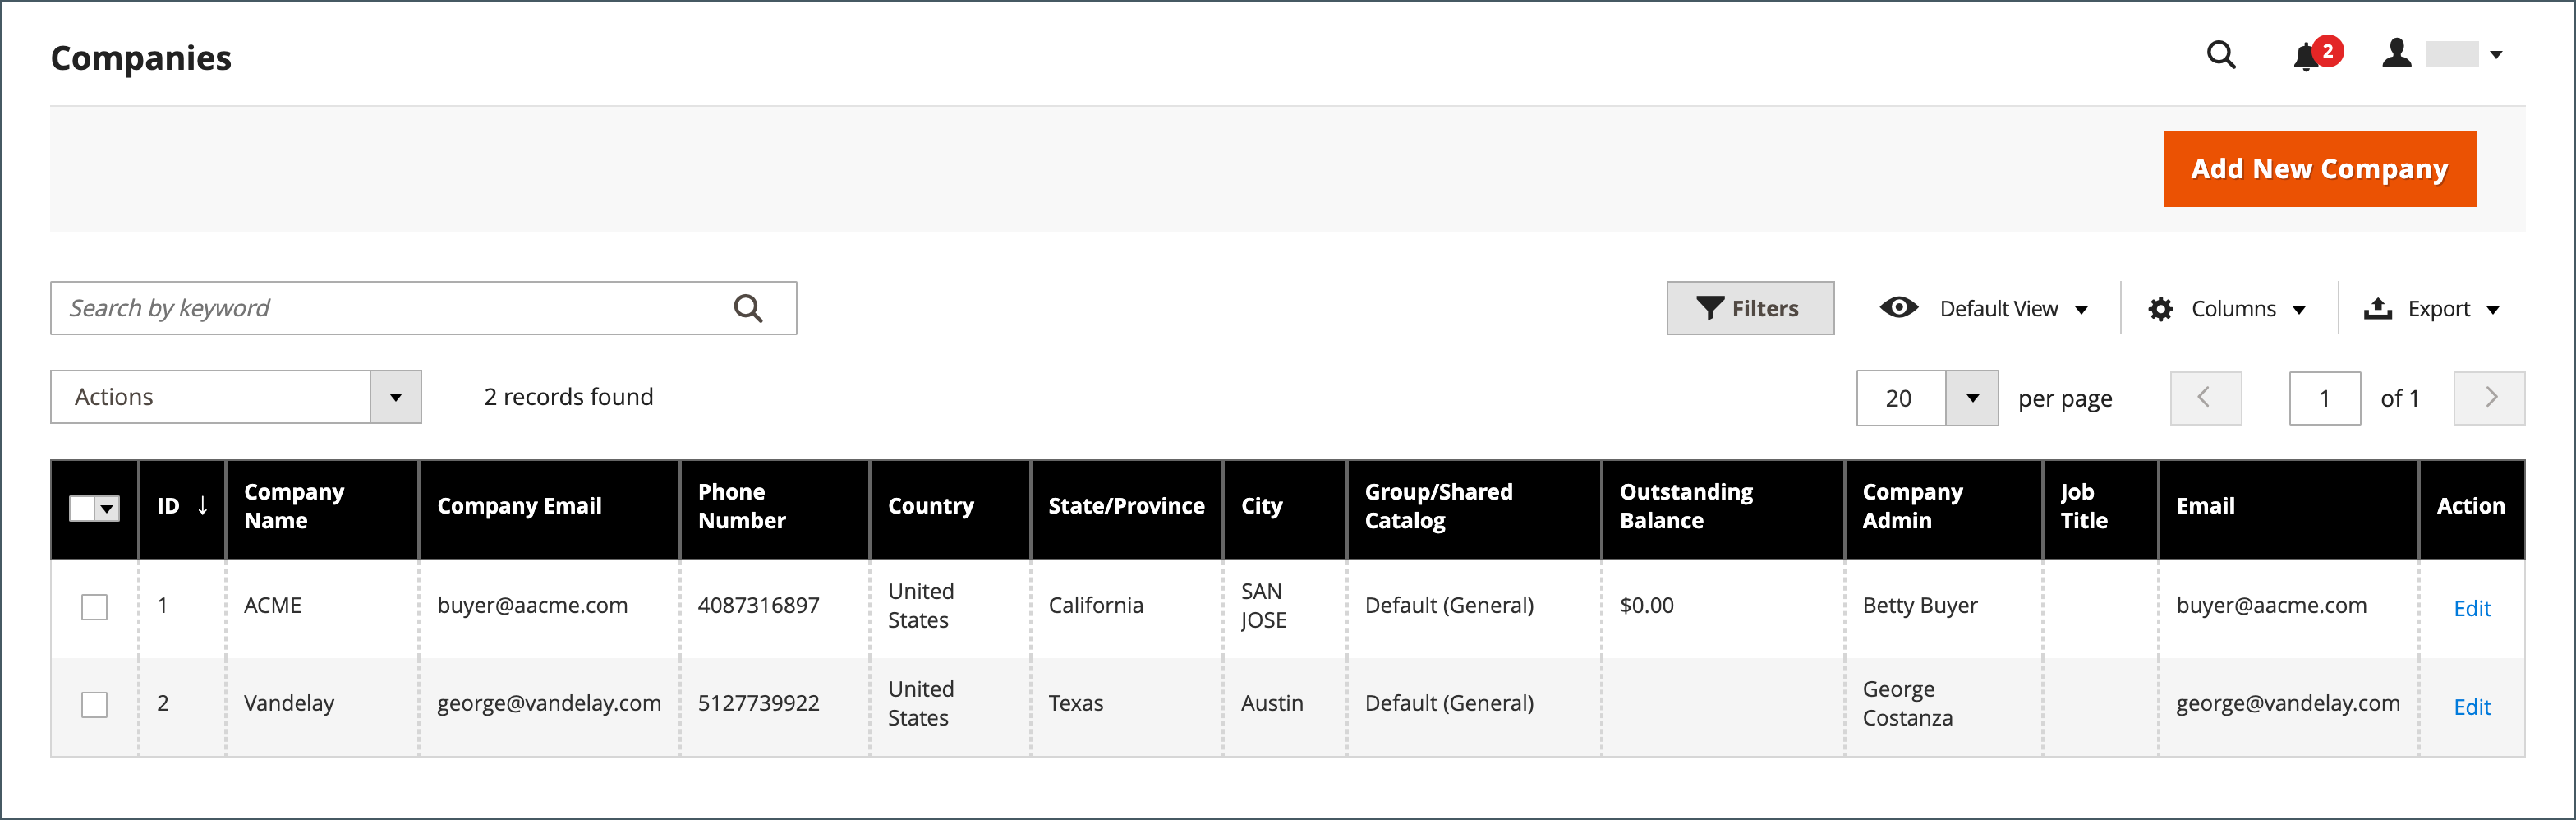 Companies
2
Add New Company
Search by keyword
Filters
Default View
Columns
Export
Actions
2 records found
20
per page
1
of 1
ID ↓
Company
Name
Company Email
Phone
Number
Country
State/Province
City
Group/Shared
Catalog
Outstanding
Balance
Company
Admin
Job
Title
Email
Action
1
ACME
buyer@aacme.com
4087316897
United
States
California
SAN
JOSE
Default (General)
$0.00
Betty Buyer
buyer@aacme.com
Edit
2
Vandelay
george@vandelay.com
5127739922
United
States
Texas
Austin
Default (General)
George
Costanza
george@vandelay.com
Edit